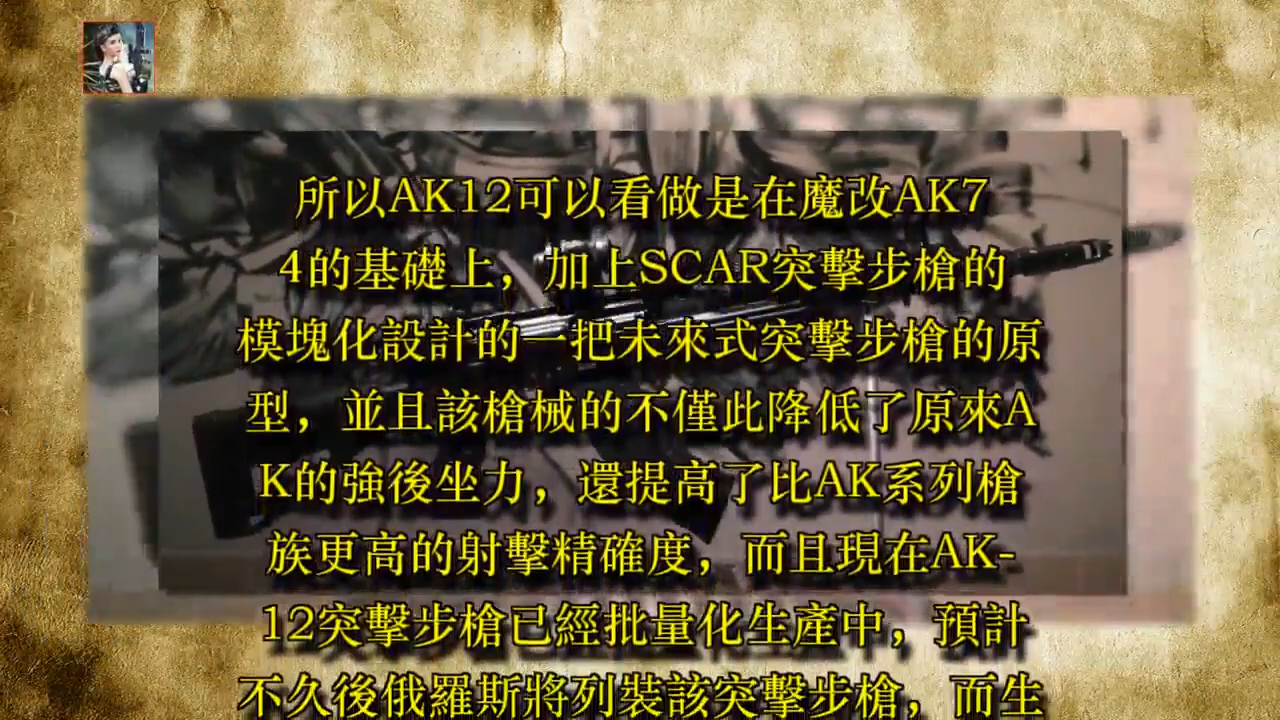 所以AK12可以看做是在魔改AK7
4的基礎上，加上SCAR突擊步槍的
模塊化設計的一把未來式突擊步槍的原
型，並且該槍械的不僅此降低了原來A
K的強後坐力，還提高了比AK系列槍
族更高的射擊精確度，而且現在AK-
12突擊步槍已經批量化生產中，預計
不久後俄羅斯將列裝該突擊步槍，而生